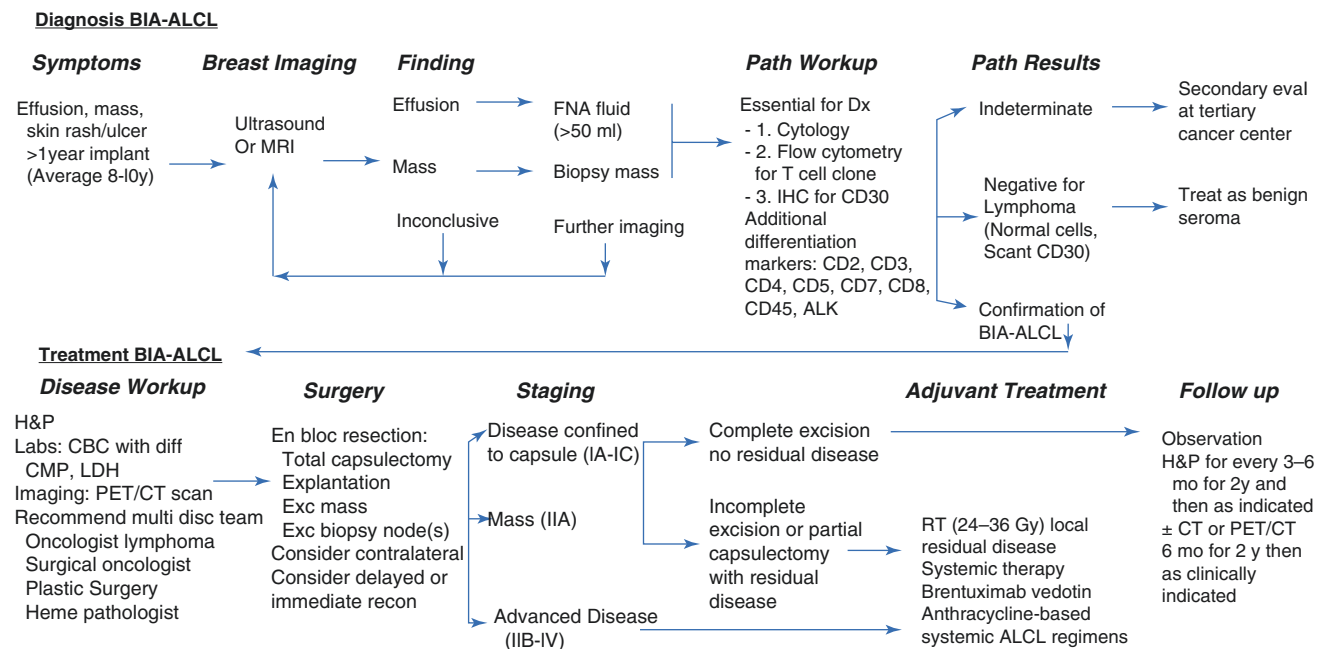 Diagnosis BIA-ALCL
Symptoms
Effusion, mass,
skin rash/ulcer
>1year implant
(Average 8-l0y)
Breast Imaging
Ultrasound
Or MRI
Finding
Effusion
Mass
Inconclusive
FNA fluid
(>50 ml)
Biopsy mass
Further imaging
Path Workup
Essential for Dx
- 1. Cytology
- 2. Flow cytometry
for T cell clone
- 3. IHC for CD30
Additional
differentiation
markers: CD2, CD3,
CD4, CD5, CD7, CD8,
CD45, ALK
Path Results
Indeterminate
Negative for
Lymphoma
(Normal cells,
Scant CD30)
Confirmation of
BIA-ALCL
Secondary eval
at tertiary
cancer center
Treat as benign
seroma
Treatment BIA-ALCL
Disease Workup
H&P
Labs: CBC with diff
CMP, LDH
Imaging: PET/CT scan
Recommend multi disc team
Oncologist lymphoma
Surgical oncologist
Plastic Surgery
Heme pathologist
Surgery
En bloc resection:
Total capsulectomy
Explantation
Exc mass
Exc biopsy node(s)
Consider contralateral
Consider delayed or
immediate recon
Staging
Disease confined
to capsule (IA-IC)
Mass (IIA)
Advanced Disease
(IIB-IV)
Complete excision
no residual disease
Incomplete
excision or partial
capsulectomy
with residual
disease
Adjuvant Treatment
RT (24–36 Gy) local
residual disease
Systemic therapy
Brentuximab vedotin
Anthracycline-based
systemic ALCL regimens
Follow up
Observation
H&P for every 3–6
mo for 2y and
then as indicated
± CT or PET/CT
6 mo for 2 y then
as clinically
indicated